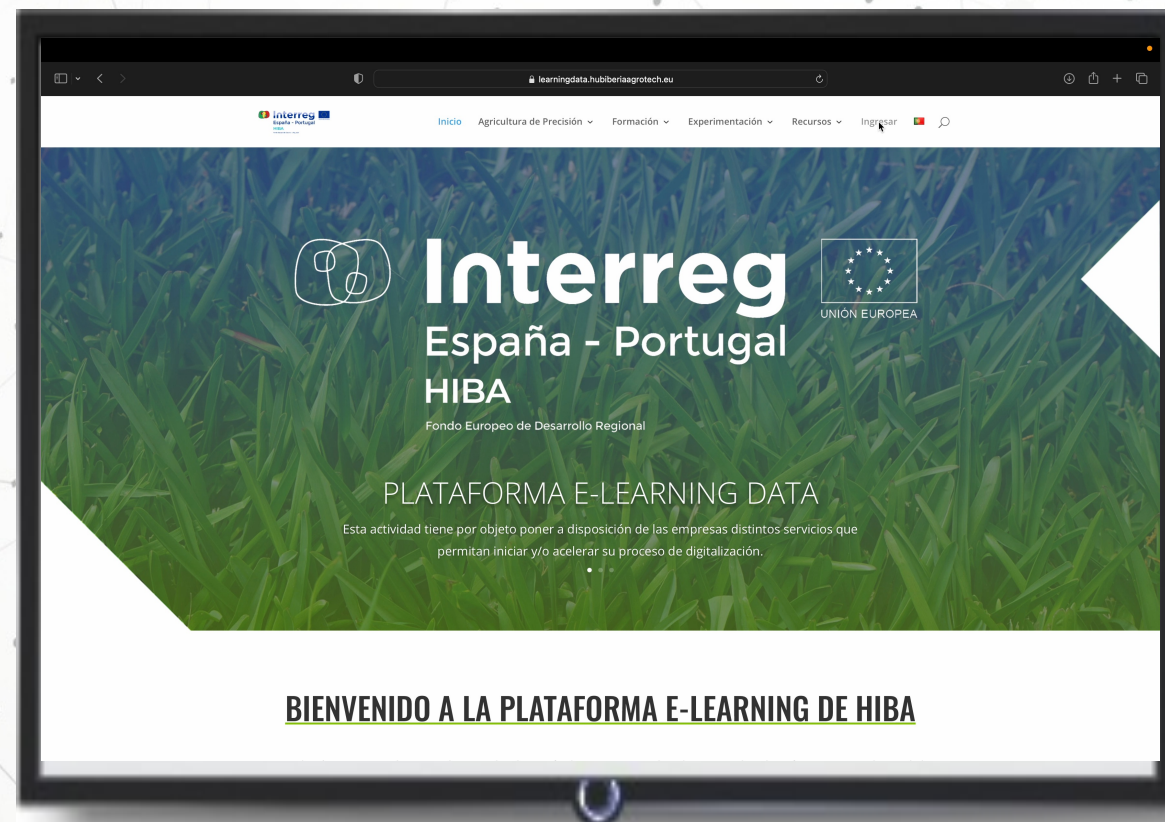 learningdata.hubiberiaagrotech.eu
Interreg
España - Portugal
HIBA
Inicio Agricultura de Precisión Formación Experimentación Recursos Ingresar
Interreg
España - Portugal
HIBA
Fondo Europeo de Desarrollo Regional
UNIÓN EUROPEA
PLATAFORMA E-LEARNING DATA
Esta actividad tiene por objeto poner a disposición de las empresas distintos servicios que
permitan iniciar y/o acelerar su proceso de digitalización.
BIENVENIDO A LA PLATAFORMA E-LEARNING DE HIBA